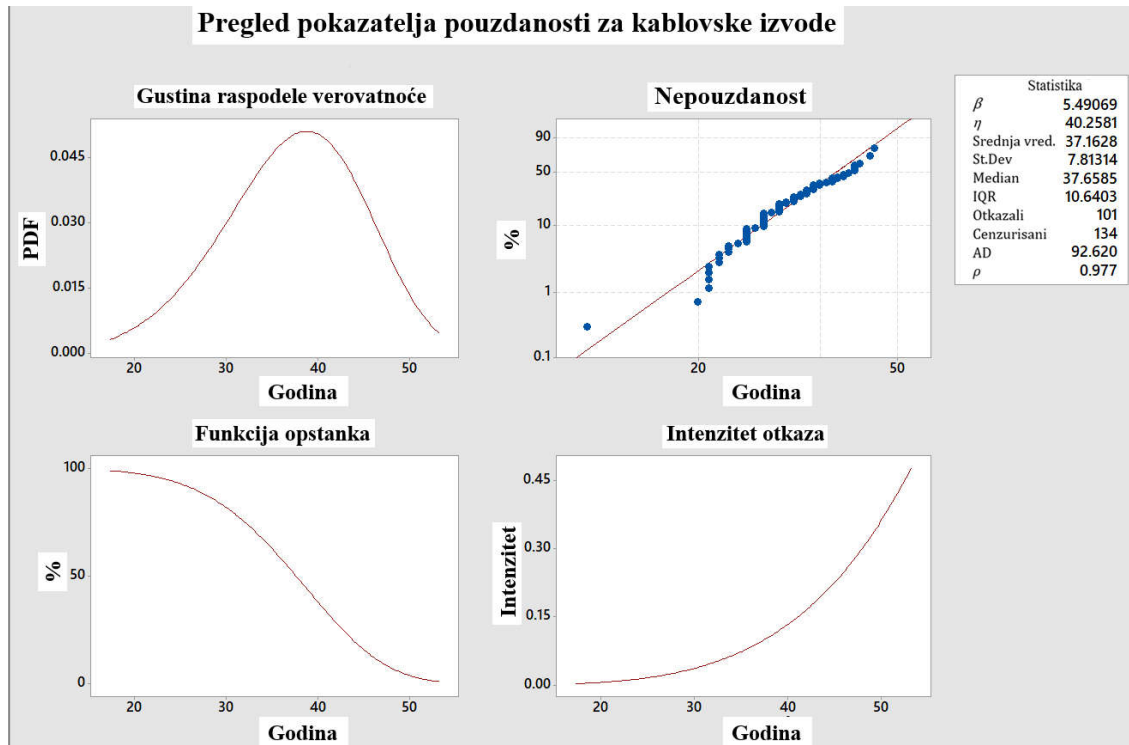 Pregled pokazatelja pouzdanosti za kablovske izvode
Gustina raspodele verovatnoće
PDF
0.045
0.030
0.015
0.000
20 30 40 50
Godina
Nepouzdanost
%
90
50
10
1
0.1
20 50
Godina
Statistika
β 5.49069
η 40.2581
Srednja vred. 37.1628
St.Dev 7.81314
Median 37.6585
IQR 10.6403
Otkazali 101
Cenzurisani 134
AD 92.620
ρ 0.977
Funkcija opstanka
%
100
50
0
20 30 40 50
Godina
Intenzitet otkaza
Intenzitet
0.45
0.30
0.15
0.00
20 30 40 50
Godina